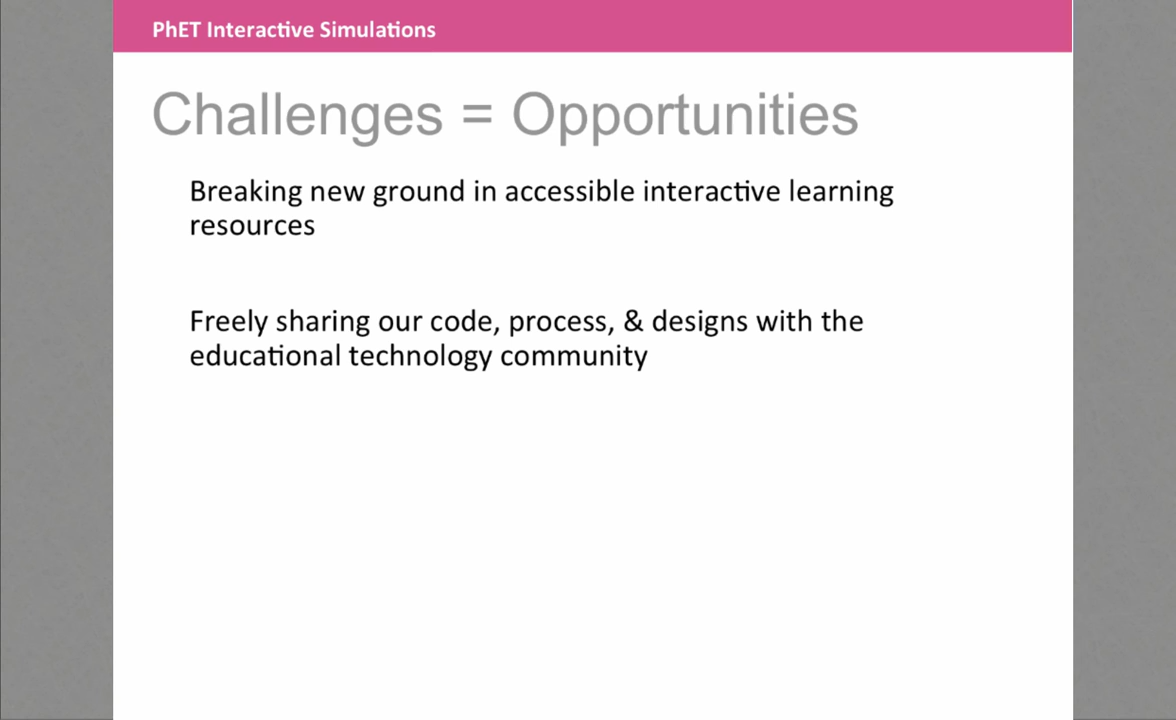 PhET Interactive Simulations
Challenges = Opportunities
Breaking new ground in accessible interactive learning
resources
Freely sharing our code, process, & designs with the
educational technology community